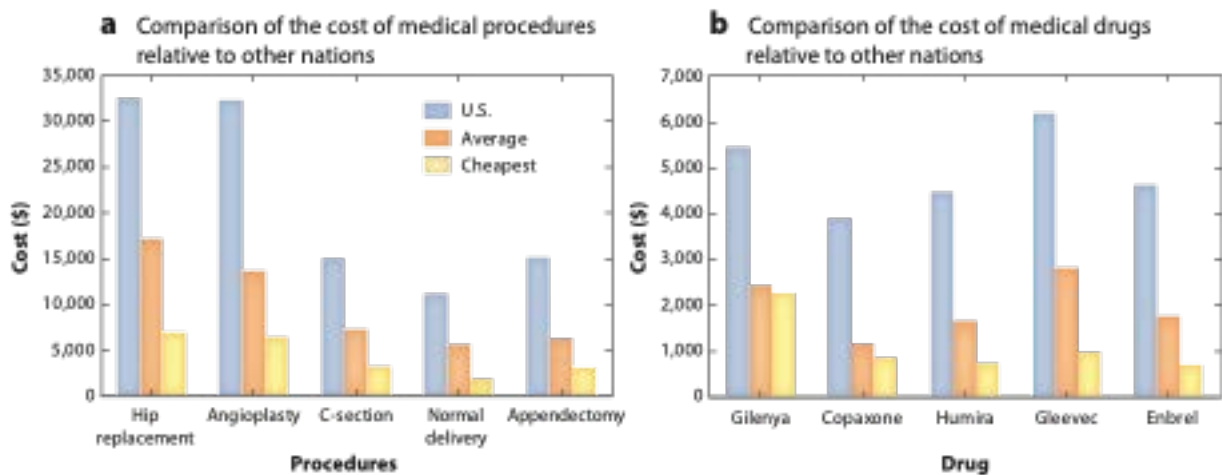 a Comparison of the cost of medical procedures
relative to other nations
35,000
30,000
25,000
20,000
15,000
10,000
5,000
0
Cost ($)
U.S.
Average
Cheapest
Hip
replacement
Angioplasty
C-section
Normal
delivery
Appendectomy
Procedures
b Comparison of the cost of medical drugs
relative to other nations
7,000
6,000
5,000
4,000
3,000
2,000
1,000
0
Cost ($)
Gilenya
Copaxone
Humira
Gleevec
Enbrel
Drug